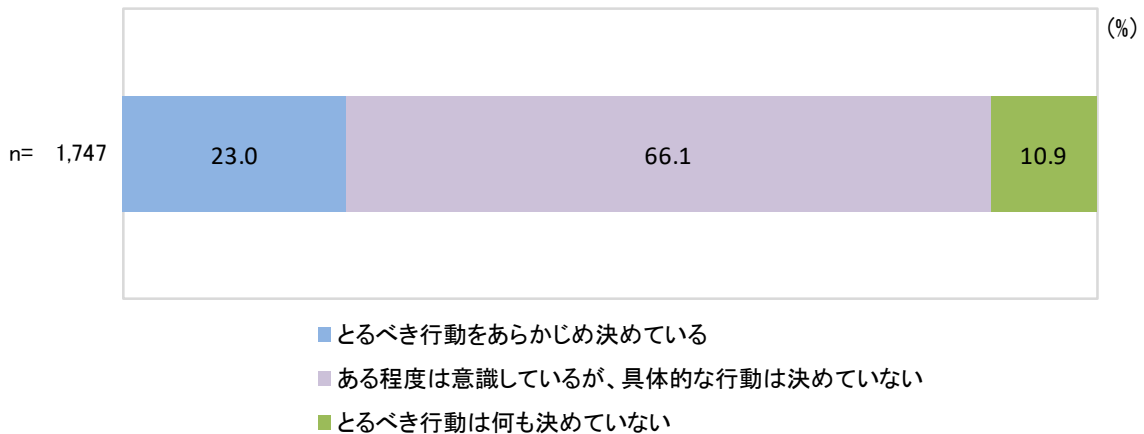 (%)
n= 1,747
23.0
66.1
10.9
とるべき行動をあらかじめ決めている
ある程度は意識しているが、具体的な行動は決めていない
とるべき行動は何も決めていない